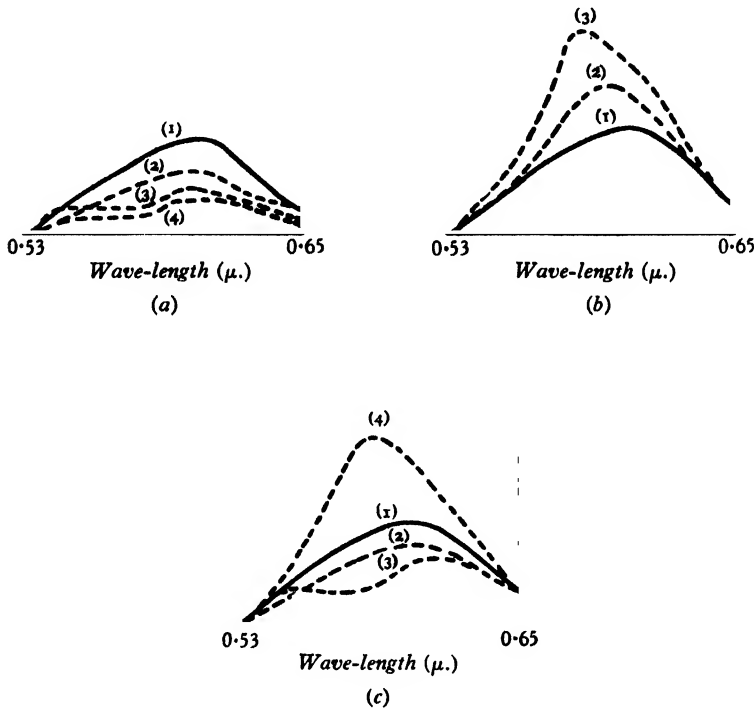 (3)
(1)
(2)
(2)
(1)
(3)
(4)
0·53
0·65
0·53
0·65
Wave-length (μ.)
Wave-length (μ.)
(a)
(b)
(4)
(1)
(2)
(3)
0·53
0·65
Wave-length (μ.)
(c)